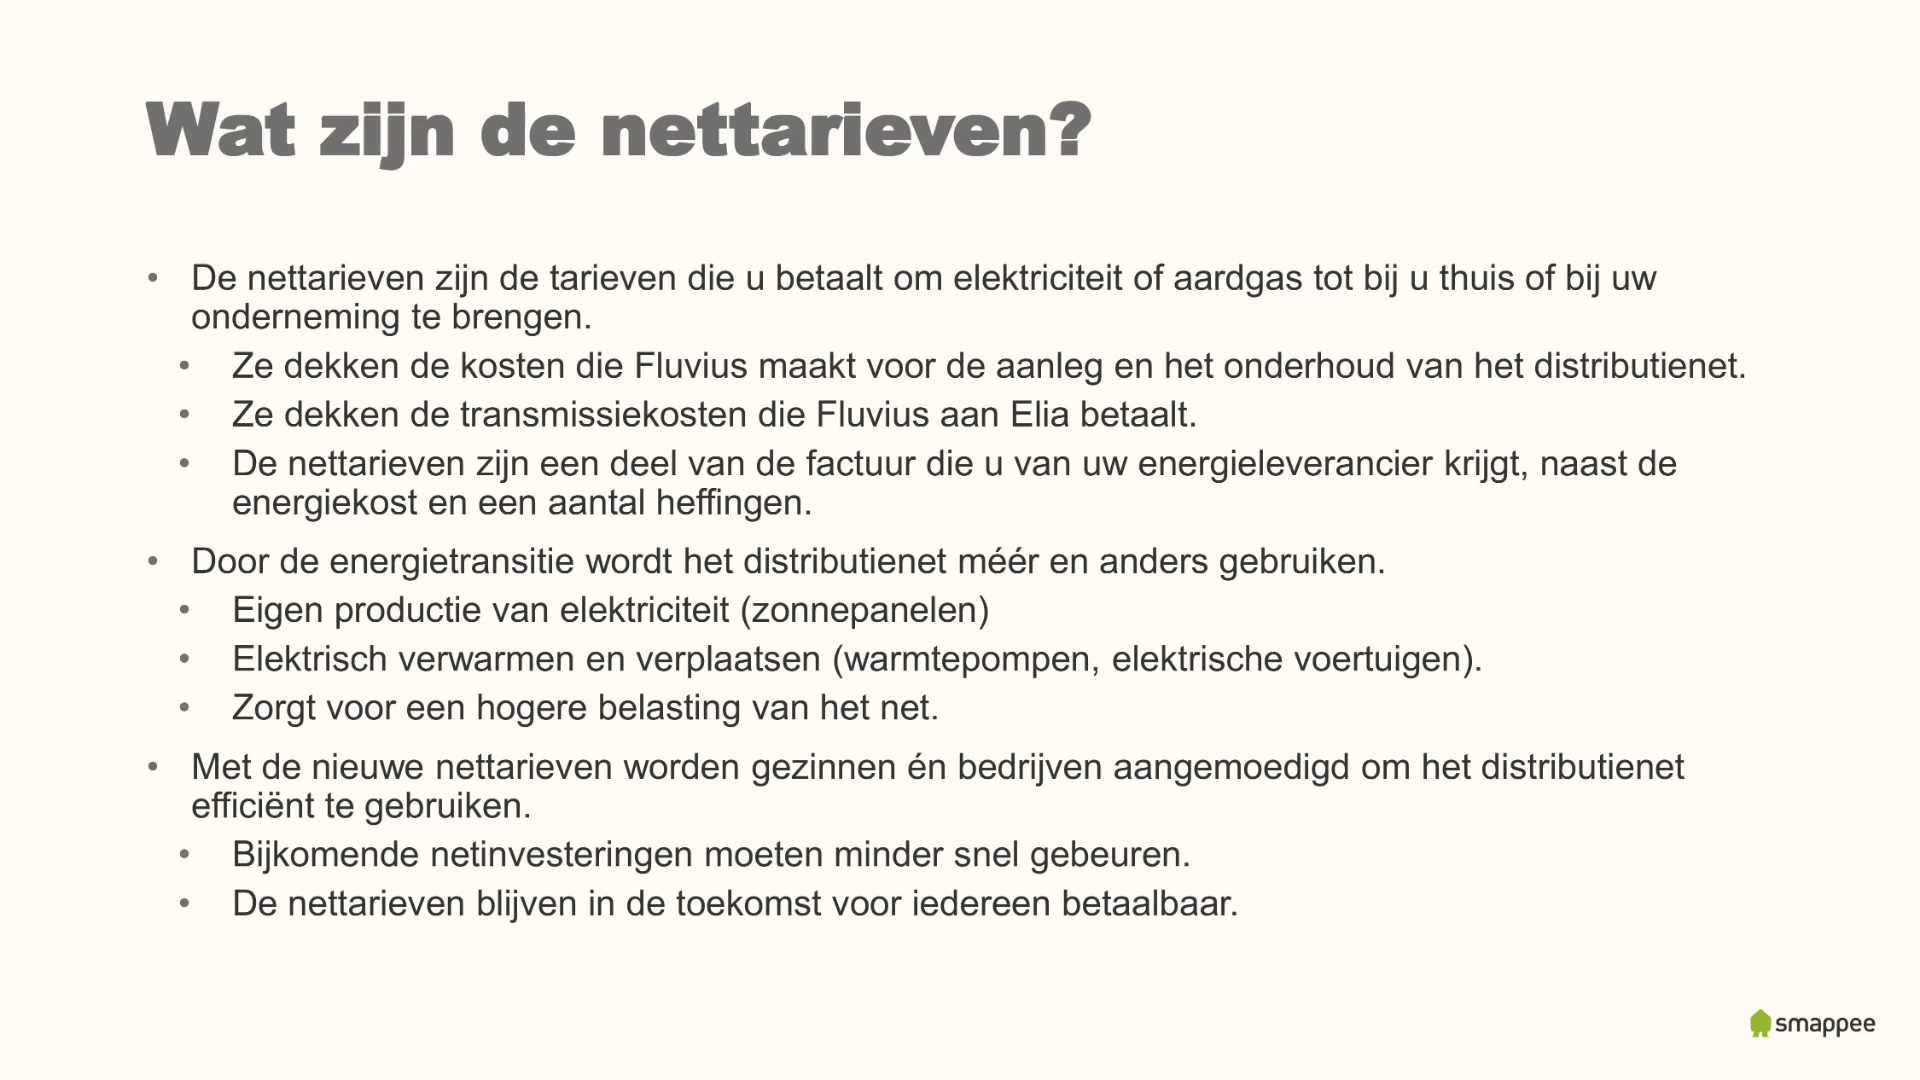 Wat zijn de nettarieven?
• De nettarieven zijn de tarieven die u betaalt om elektriciteit of aardgas tot bij u thuis of bij uw
onderneming te brengen.
• Ze dekken de kosten die Fluvius maakt voor de aanleg en het onderhoud van het distributienet.
• Ze dekken de transmissiekosten die Fluvius aan Elia betaalt.
• De nettarieven zijn een deel van de factuur die u van uw energieleverancier krijgt, naast de
energiekost en een aantal heffingen.
• Door de energietransitie wordt het distributienet méér en anders gebruiken.
• Eigen productie van elektriciteit (zonnepanelen)
• Elektrisch verwarmen en verplaatsen (warmtepompen, elektrische voertuigen).
• Zorgt voor een hogere belasting van het net.
• Met de nieuwe nettarieven worden gezinnen én bedrijven aangemoedigd om het distributienet
efficiënt te gebruiken.
• Bijkomende netinvesteringen moeten minder snel gebeuren.
• De nettarieven blijven in de toekomst voor iedereen betaalbaar.
smappee